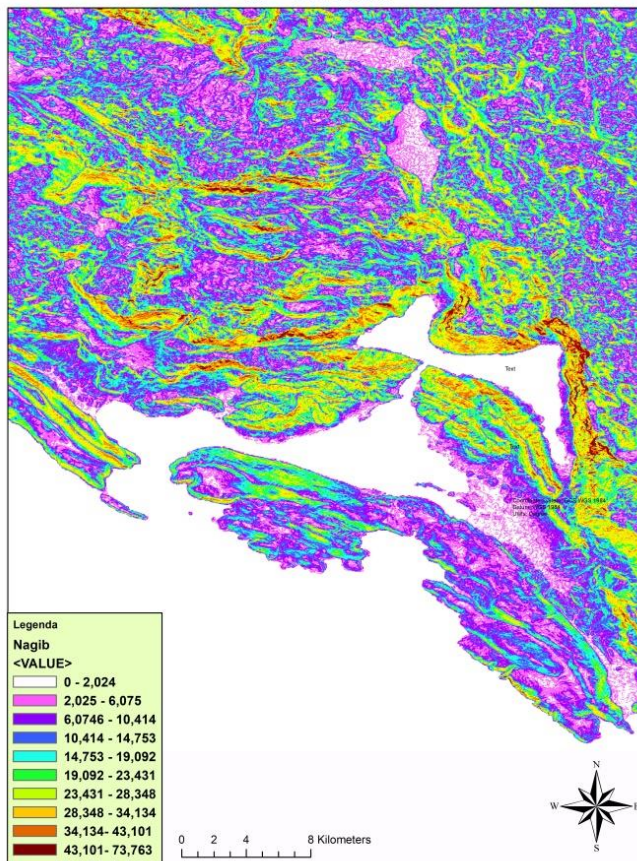 Text
Legenda
Nagib
<VALUE>
0 - 2,024
2,025 - 6,075
6,0746 - 10,414
10,414 - 14,753
14,753 - 19,092
19,092 - 23,431
23,431 - 28,348
28,348 - 34,134
34,134- 43,101
43,101 - 73,763
0 2 4 8 Kilometers
N
W E
S